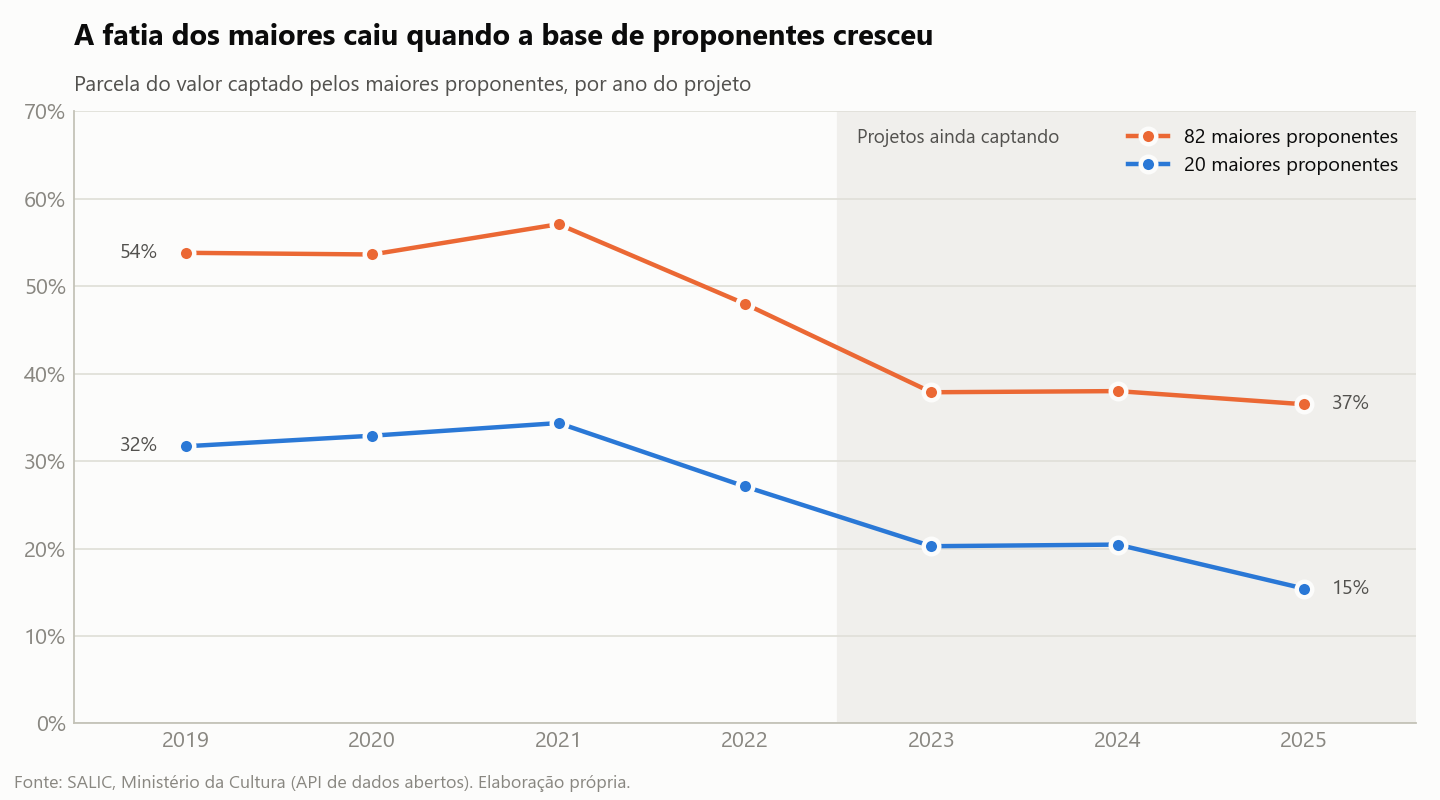 A fatia dos maiores caiu quando a base de proponentes cresceu
Parcela do valor captado pelos maiores proponentes, por ano do projeto
70%
Projetos ainda captando
82 maiores proponentes
20 maiores proponentes
60%
54%
50%
40%
37%
32%
30%
20%
15%
10%
0%
2019 2020 2021 2022 2023 2024 2025
Fonte: SALIC, Ministério da Cultura (API de dados abertos). Elaboração própria.